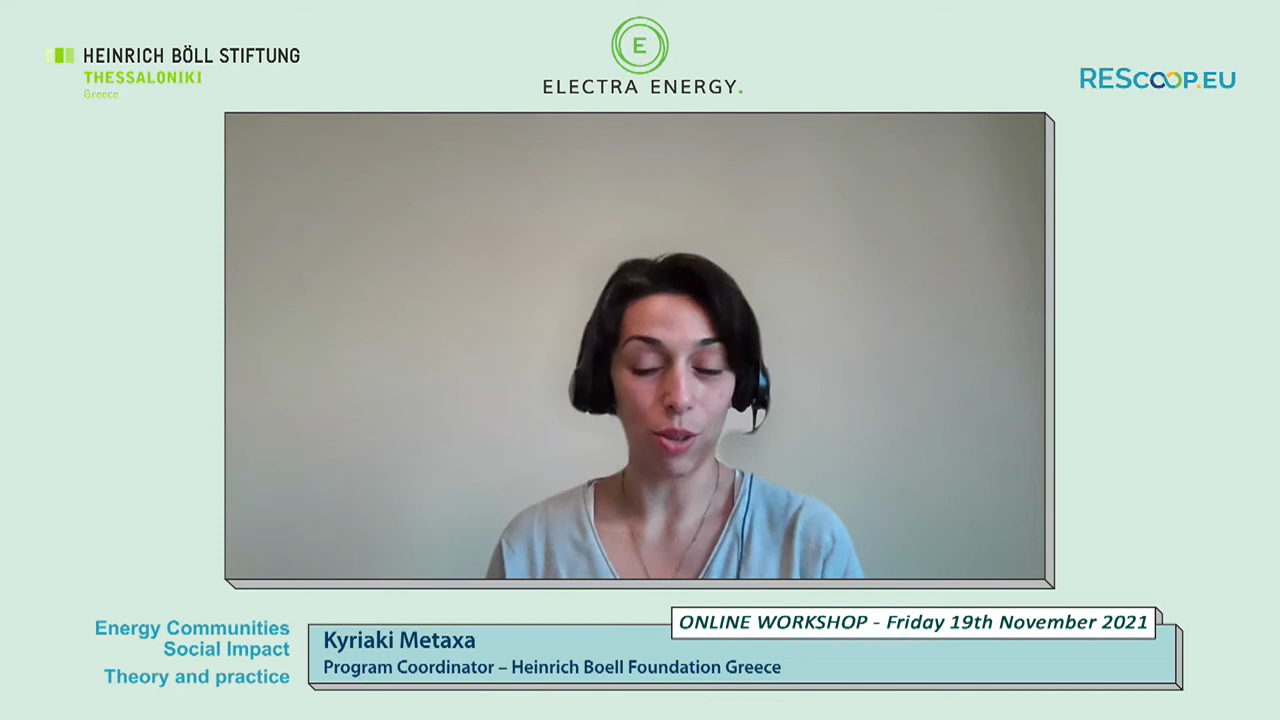 HEINRICH BÖLL STIFTUNG
THESSALONIKI
Greece
E
ELECTRA ENERGY.
REScoop.EU
Energy Communities
Social Impact
Theory and practice
ONLINE WORKSHOP - Friday 19th November 2021
Kyriaki Metaxa
Program Coordinator – Heinrich Boell Foundation Greece